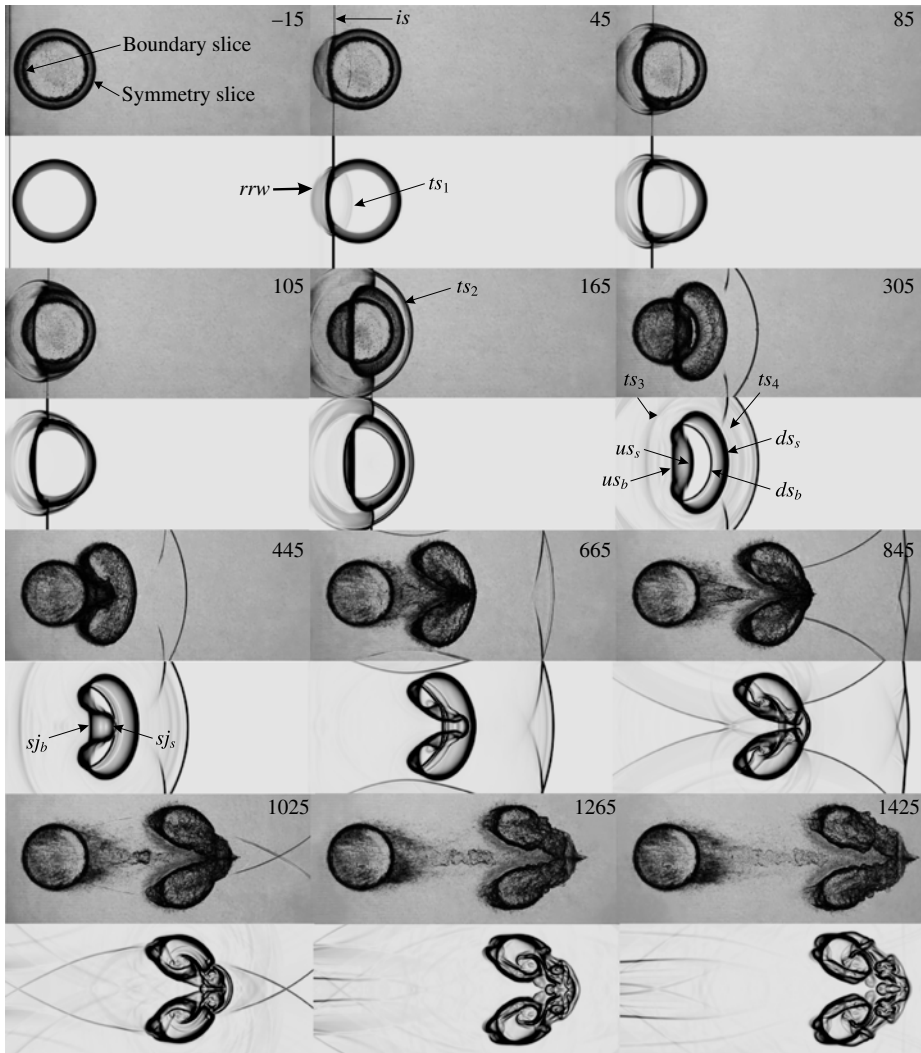 –15
is
45
85
Boundary slice
Symmetry slice
rrw
ts1
105
ts2
165
305
ts3
ts4
uss
dss
usb
dsb
445
665
845
sjb
sjs
1025
1265
1425